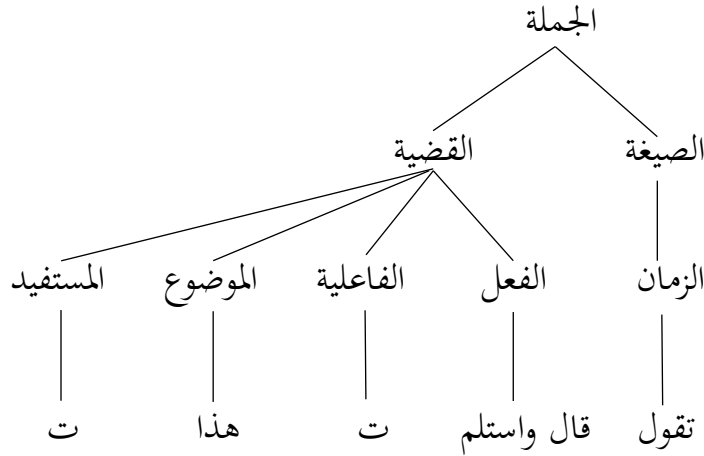 الجملة
الصيغة القضية
الزمان الفعل الفاعلية الموضوع المستفيد
تقول قال واستلم ت هذا ت